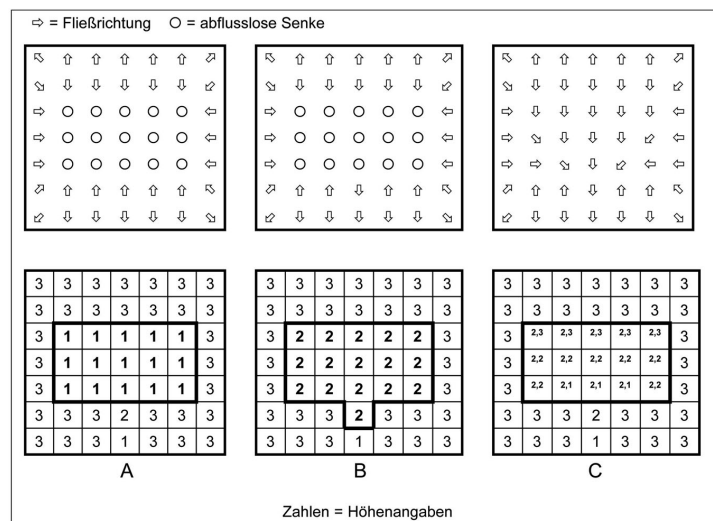 ⇨ = Fließrichtung ○ = abflusslose Senke
3 3 3 3 3 3 3
3 3 3 3 3 3 3
3 1 1 1 1 1 3
3 1 1 1 1 1 3
3 1 1 1 1 1 3
3 3 3 2 3 3 3
3 3 3 1 3 3 3
A
3 3 3 3 3 3 3
3 3 3 3 3 3 3
3 2 2 2 2 2 3
3 2 2 2 2 2 3
3 2 2 2 2 2 3
3 3 3 2 3 3 3
3 3 3 1 3 3 3
B
3 3 3 3 3 3 3
3 3 3 3 3 3 3
3 2,3 2,3 2,3 2,3 2,3 3
3 2,2 2,2 2,2 2,2 2,2 3
3 2,2 2,1 2,1 2,1 2,2 3
3 3 3 2 3 3 3
3 3 3 1 3 3 3
C
Zahlen = Höhenangaben